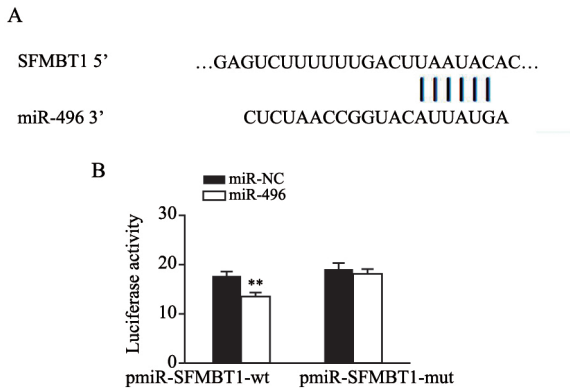 A
SFMBT1 5’ …GAGUCUUUUUUGACUUAAUACAC…
miR-496 3’ CUCUAACCGGUACAUUAUGA
B
miR-NC
miR-496
Luciferase activity
30
20
10
0
**
pmiR-SFMBT1-wt pmiR-SFMBT1-mut